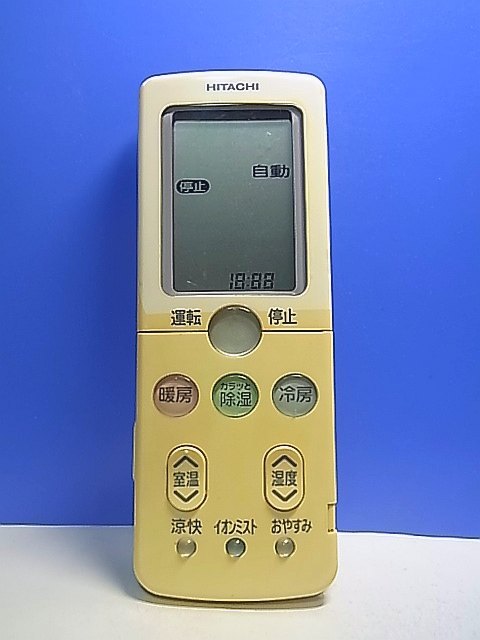 HITACHI
自動
停止
18:88
運転 停止
暖房
カラッと
除湿
冷房
室温
湿度
涼快 イオンミスト おやすみ